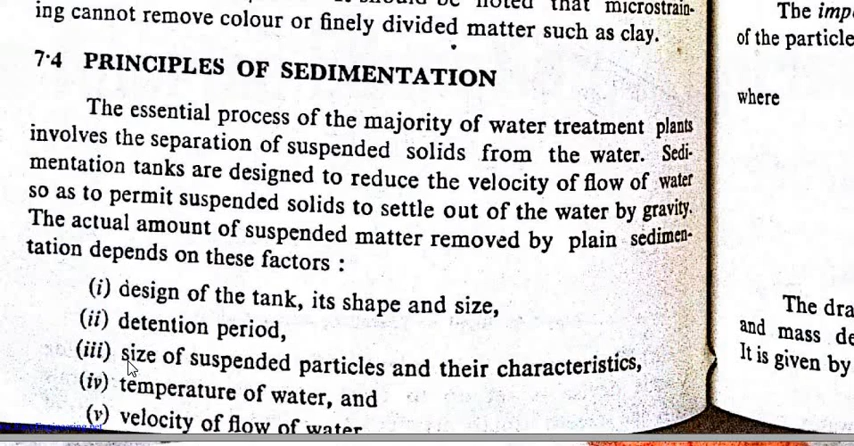 ing cannot remove colour or finely divided matter such as clay.
7·4 PRINCIPLES OF SEDIMENTATION
The essential process of the majority of water treatment plants
involves the separation of suspended solids from the water. Sedi-
mentation tanks are designed to reduce the velocity of flow of water
so as to permit suspended solids to settle out of the water by gravity.
The actual amount of suspended matter removed by plain sedimen-
tation depends on these factors :
(i) design of the tank, its shape and size,
(ii) detention period,
(iii) size of suspended particles and their characteristics,
(iv) temperature of water, and
(v) velocity of flow of water
The imp
of the particle
where
The dra
and mass de
It is given by